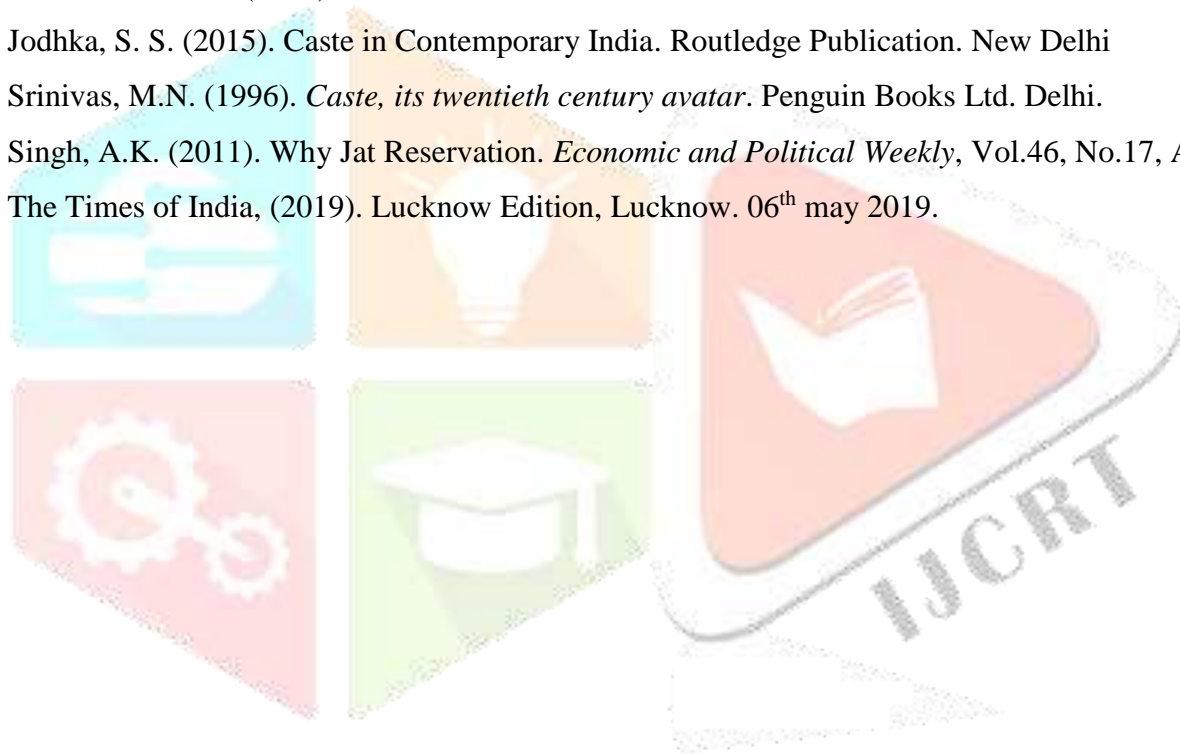 Jodhka, S. S. (2015). Caste in Contemporary India. Routledge Publication. New Delhi
Srinivas, M.N. (1996). Caste, its twentieth century avatar. Penguin Books Ltd. Delhi.
Singh, A.K. (2011). Why Jat Reservation. Economic and Political Weekly, Vol.46, No.17,
The Times of India, (2019). Lucknow Edition, Lucknow. 06th may 2019.
IJCRT